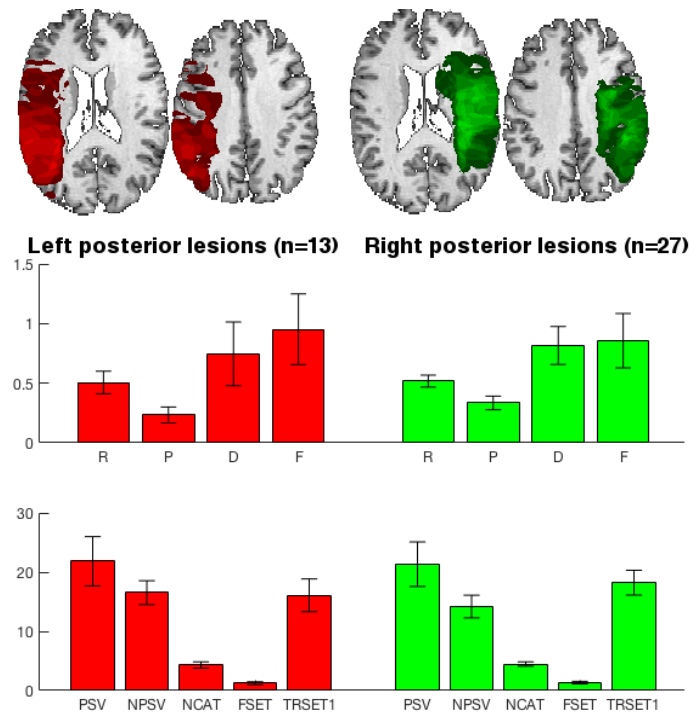 Left posterior lesions (n=13) Right posterior lesions (n=27)
1.5
1
0.5
0
R P D F R P D F
30
20
10
0
PSV NPSV NCAT FSET TRSET1 PSV NPSV NCAT FSET TRSET1